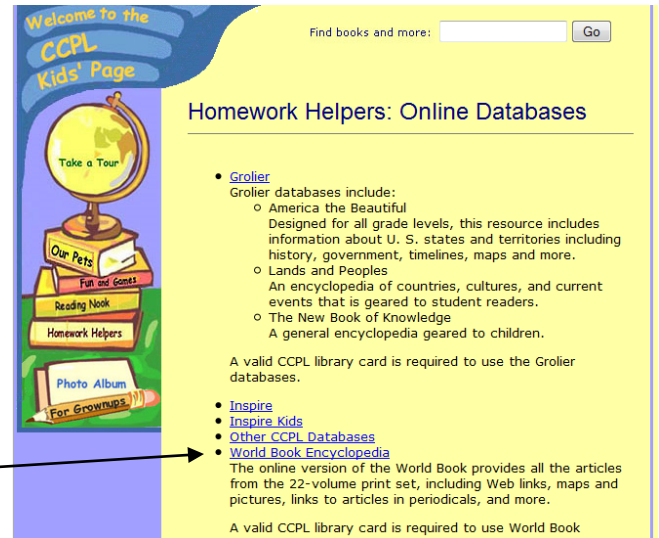 Welcome to the
CCPL
Kids' Page
Find books and more:
Go
Take a Tour
Our Pets
Fun and Games
Reading Nook
Homework Helpers
Photo Album
For Grownups
Homework Helpers: Online Databases
• Grolier
Grolier databases include:
o America the Beautiful
Designed for all grade levels, this resource includes
information about U. S. states and territories including
history, government, timelines, maps and more.
o Lands and Peoples
An encyclopedia of countries, cultures, and current
events that is geared to student readers.
o The New Book of Knowledge
A general encyclopedia geared to children.
A valid CCPL library card is required to use the Grolier
databases.
• Inspire
• Inspire Kids
• Other CCPL Databases
• World Book Encyclopedia
The online version of the World Book provides all the articles
from the 22-volume print set, including Web links, maps and
pictures, links to articles in periodicals, and more.
A valid CCPL library card is required to use World Book